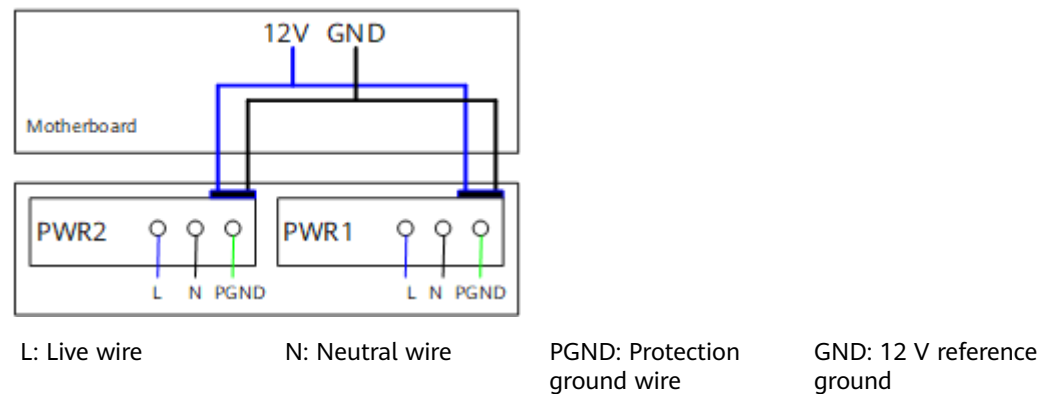 12V GND
Motherboard
PWR2 PWR1
L N PGND L N PGND
L: Live wire N: Neutral wire PGND: Protection ground wire GND: 12 V reference ground